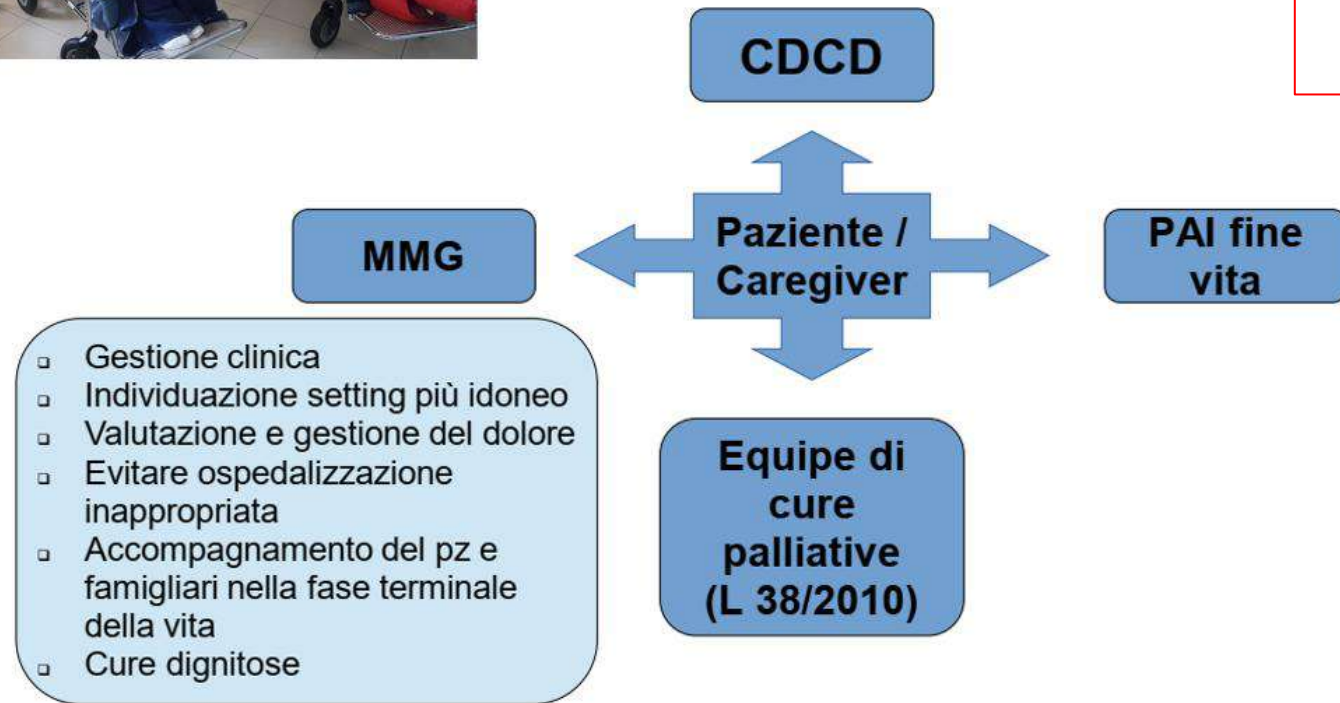 CDCD
MMG
Paziente /
Caregiver
PAI fine
vita
Gestione clinica
Individuazione setting più idoneo
Valutazione e gestione del dolore
Evitare ospedalizzazione
inappropriata
Accompagnamento del pz e
famigliari nella fase terminale
della vita
Cure dignitose
Equipe di
cure
palliative
(L 38/2010)